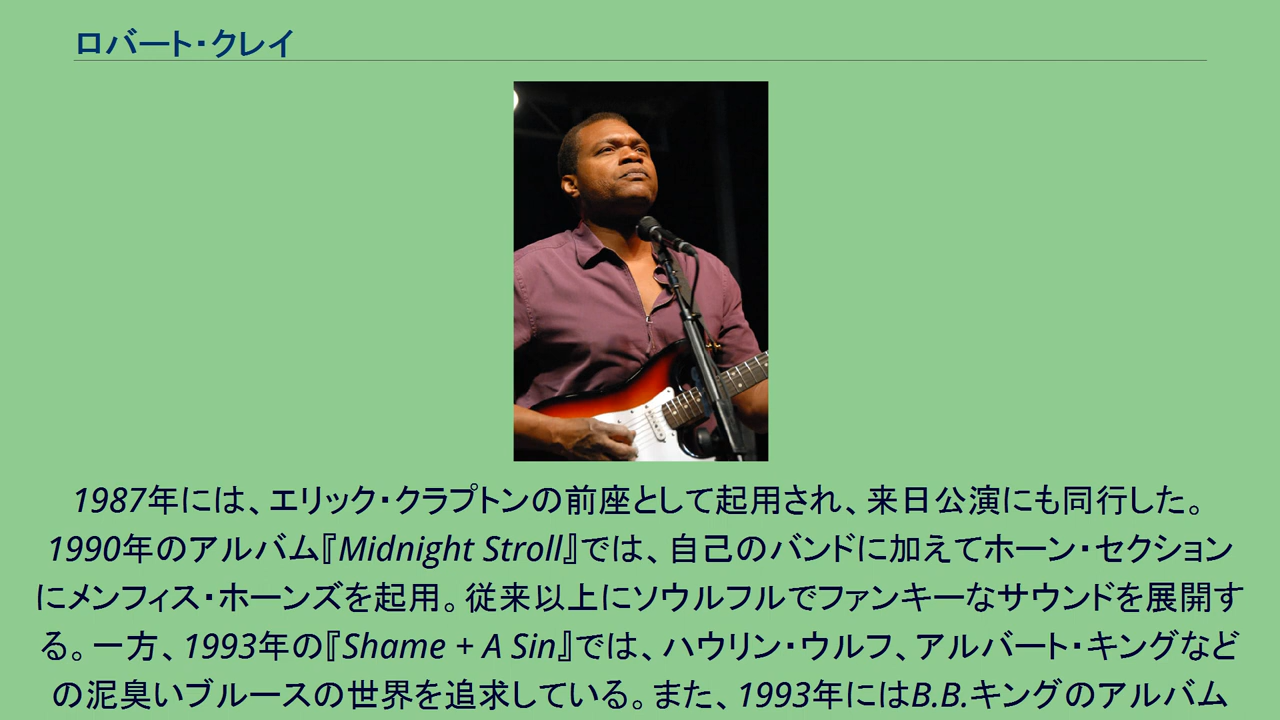 ロバート・クレイ
1987年には、エリック・クラプトンの前座として起用され、来日公演にも同行した。
1990年のアルバム『Midnight Stroll』では、自己のバンドに加えてホーン・セクション
にメンフィス・ホーンズを起用。従来以上にソウルフルでファンキーなサウンドを展開す
る。一方、1993年の『Shame + A Sin』では、ハウリン・ウルフ、アルバート・キングなど
の泥臭いブルースの世界を追求している。また、1993年にはB.B.キングのアルバム